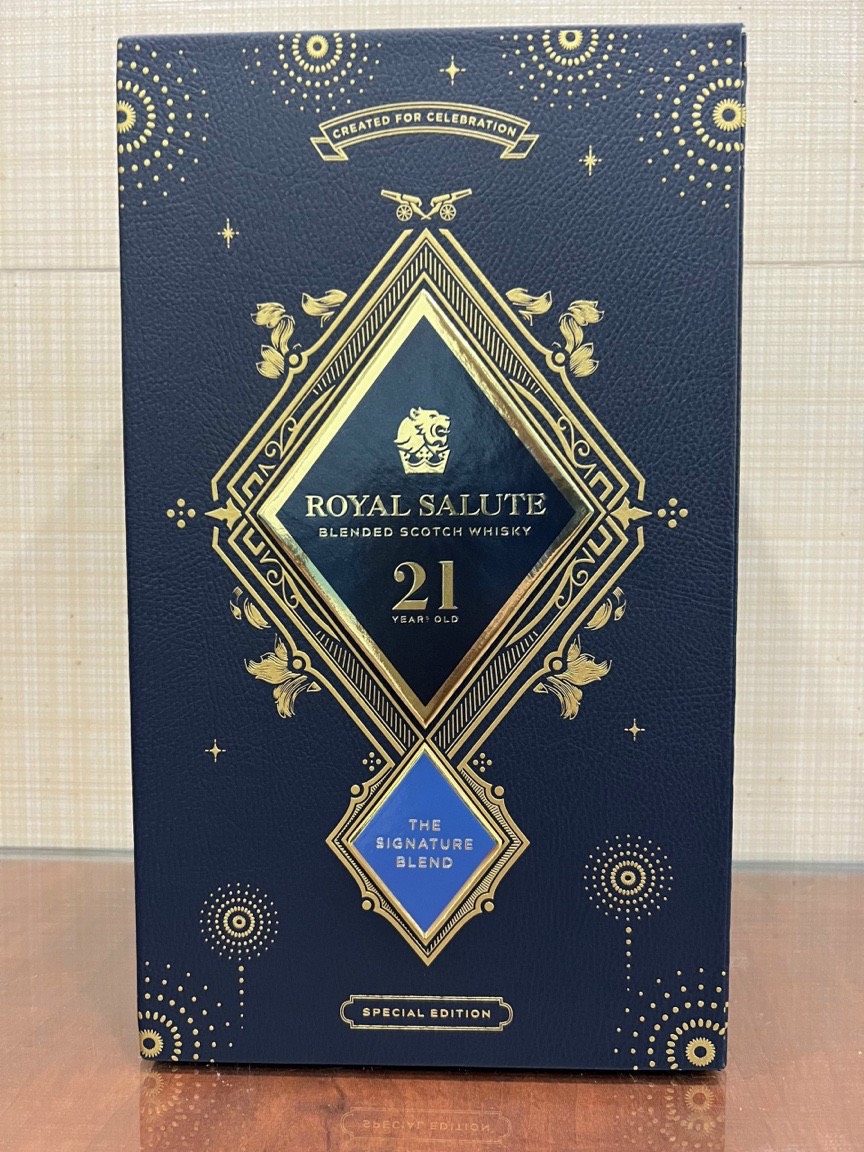 CREATED FOR CELEBRATION
ROYAL SALUTE
BLENDED SCOTCH WHISKY
21
YEARS OLD
THE
SIGNATURE
BLEND
SPECIAL EDITION